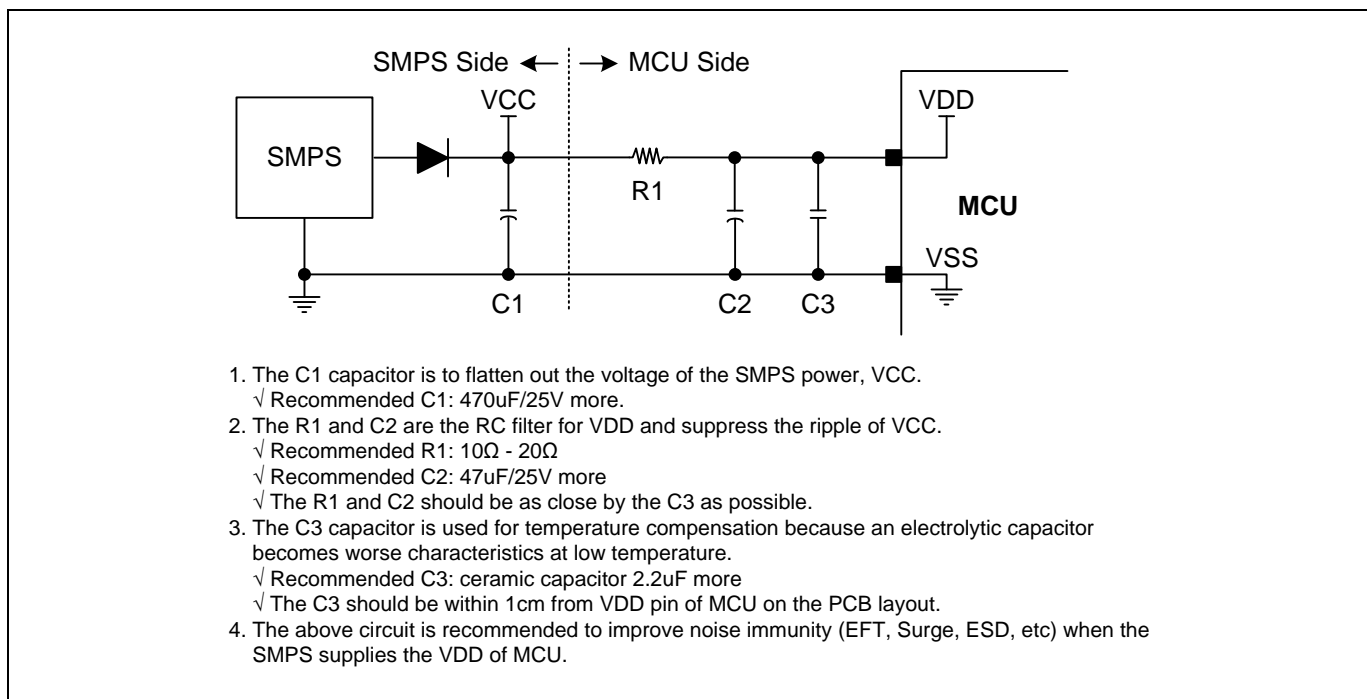 SMPS Side
MCU Side
VCC
VDD
SMPS
R1
MCU
VSS
C1
C2
C3
1. The C1 capacitor is to flatten out the voltage of the SMPS power, VCC.
√ Recommended C1: 470uF/25V more.
2. The R1 and C2 are the RC filter for VDD and suppress the ripple of VCC.
√ Recommended R1: 10Ω - 20Ω
√ Recommended C2: 47uF/25V more
√ The R1 and C2 should be as close by the C3 as possible.
3. The C3 capacitor is used for temperature compensation because an electrolytic capacitor
becomes worse characteristics at low temperature.
√ Recommended C3: ceramic capacitor 2.2uF more
√ The C3 should be within 1cm from VDD pin of MCU on the PCB layout.
4. The above circuit is recommended to improve noise immunity (EFT, Surge, ESD, etc) when the
SMPS supplies the VDD of MCU.